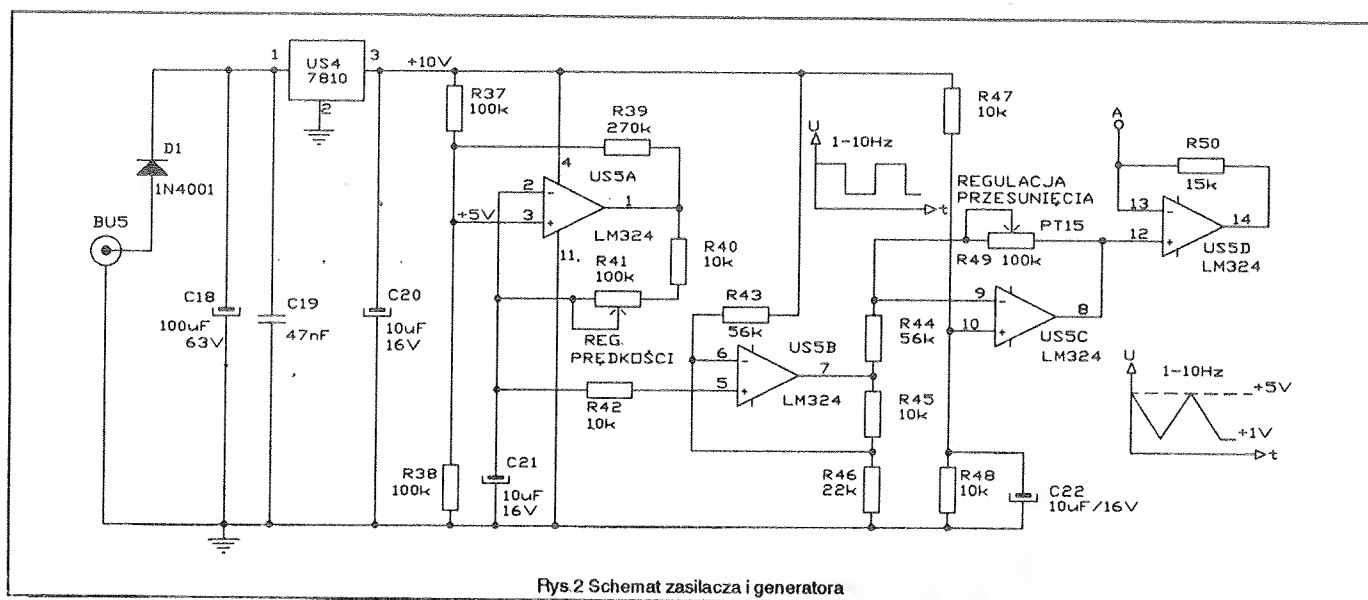 1
US4
7810
3
2
+10V
D1
1N4001
BU5
C18
100uF
63V
C19
47nF
C20
10uF
16V
R37
100k
R39
270k
4
US5A
2
1
+5V
3
LM324
11.
R40
10k
R41
100k
REG.
PRĘDKOŚCI
R42
10k
R38
100k
C21
10uF
16V
R43
56k
6
US5B
7
5
LM324
U
1-10Hz
t
R44
56k
R45
10k
R46
22k
R47
10k
REGULACJA
PRZESUNIĘCIA
PT15
R49
100k
9
8
10
US5C
LM324
R48
10k
C22
10uF/16V
A
R50
15k
13
14
12
US5D
LM324
U
1-10Hz
+5V
+1V
t
Rys.2 Schemat zasilacza i generatora